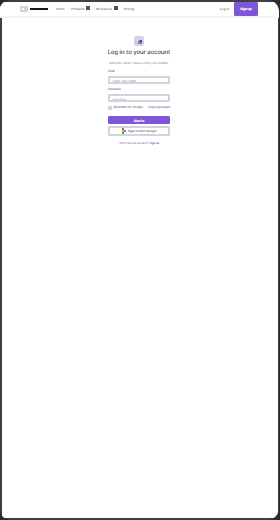 Home Products Resources Pricing
Log in Sign up
Log in to your account
Welcome back! Please enter your details.
Email
Enter your email
Password
Remember for 30 days Forgot password
Sign in
Sign in with Google
Don't have an account? Sign up